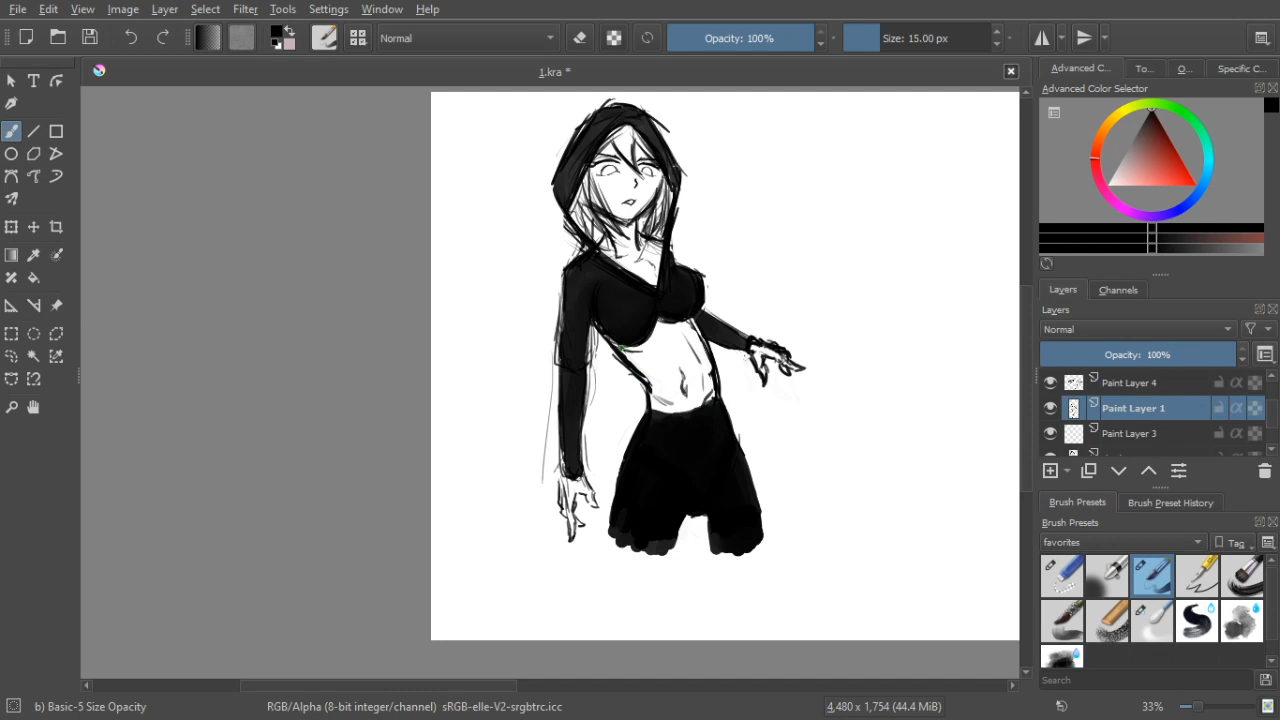 File Edit View Image Layer Select Filter Tools Settings Window Help
Normal Opacity: 100% Size: 15.00 px
1.kra *
Advanced C... To... O... Specific C...
Advanced Color Selector
Layers Channels
Layers
Normal
Opacity: 100%
Paint Layer 4
Paint Layer 1
Paint Layer 3
Brush Presets Brush Preset History
Brush Presets
favorites Tag
Search
b) Basic-5 Size Opacity RGB/Alpha (8-bit integer/channel) sRGB-elle-V2-srgbtrc.icc 4,480 x 1,754 (44.4 MiB) 33%